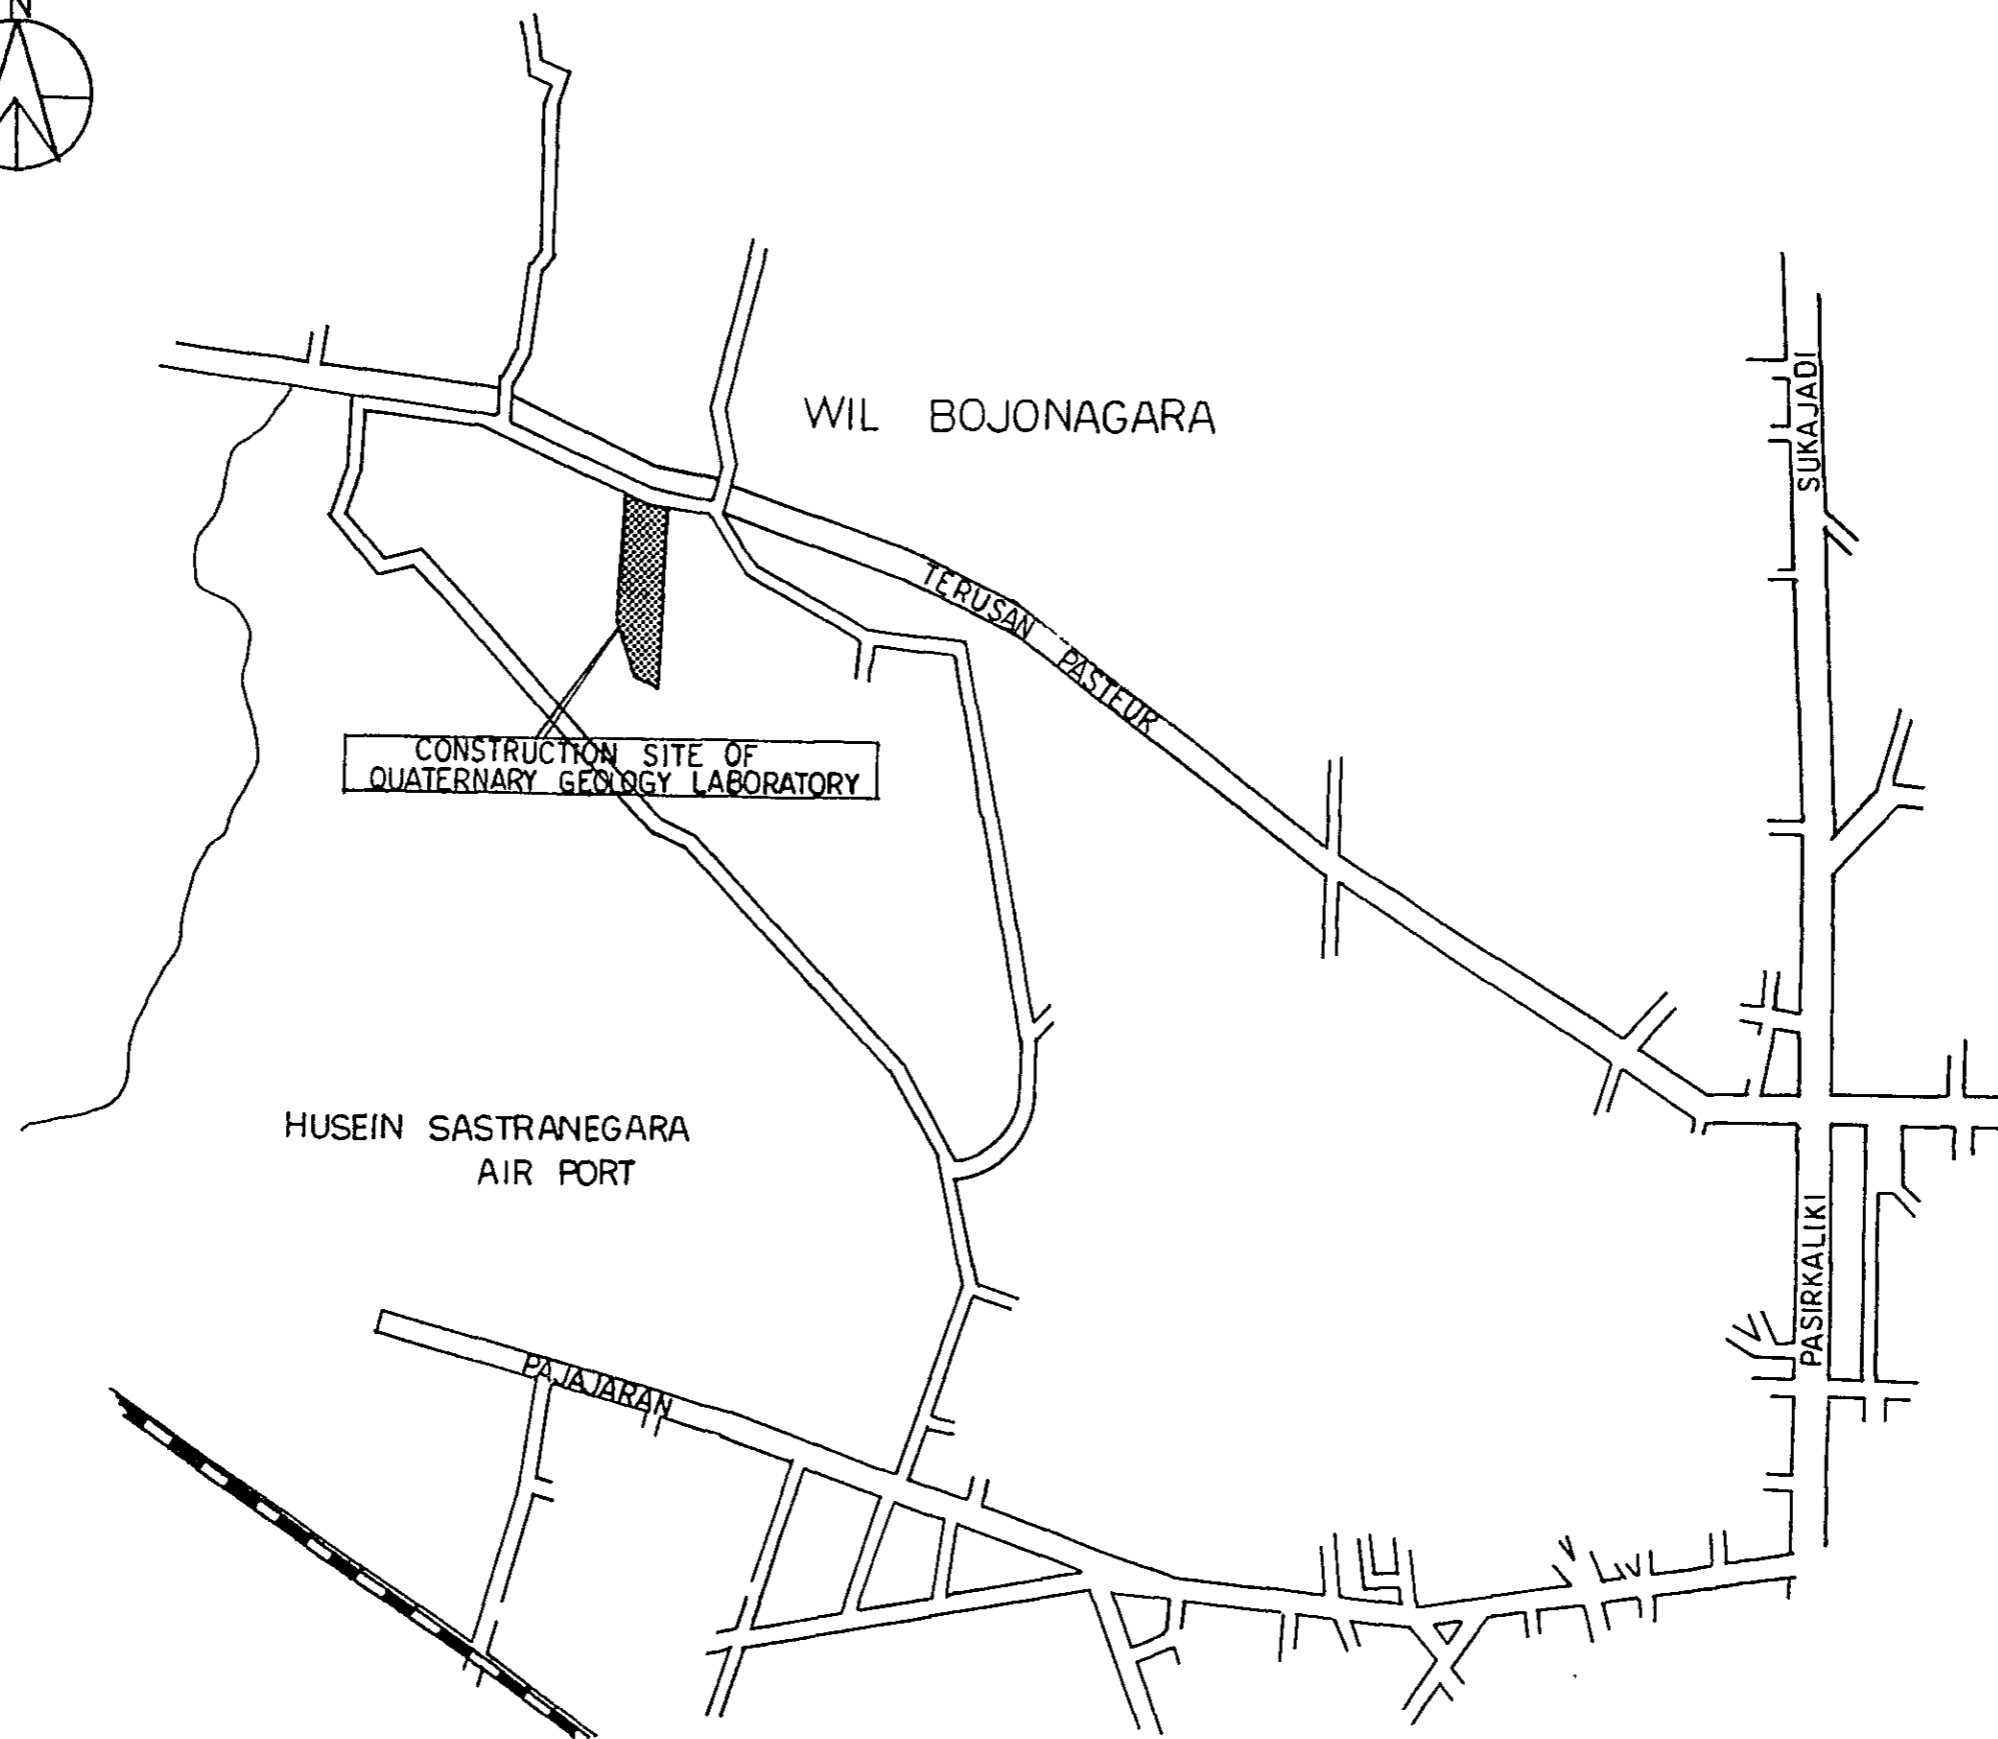 N
WIL BOJONAGARA
SUKAJADI
TERUSAN PASTEUR
CONSTRUCTION SITE OF
QUATERNARY GEOLOGY LABORATORY
HUSEIN SASTRANEGARA
AIR PORT
PASIRKALIKI
PAJAJARAN